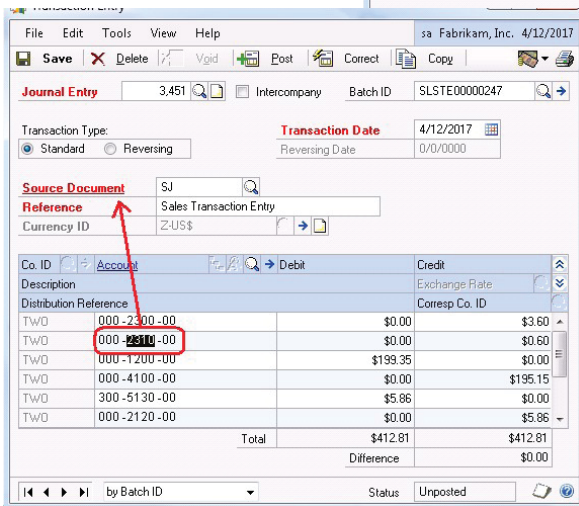 Transaction Entry
File Edit Tools View Help sa Fabrikam, Inc. 4/12/2017
Save Delete Void Post Correct Copy
Journal Entry 3,451 Intercompany Batch ID SLSTE00000247
Transaction Type: Transaction Date 4/12/2017
Standard Reversing Reversing Date 0/0/0000
Source Document SJ
Reference Sales Transaction Entry
Currency ID Z-US$
Co. ID Account Debit Credit
Description Exchange Rate
Distribution Reference Corresp Co. ID
TWO 000 -2300 -00 $0.00 $3.60
TWO 000 -2310 -00 $0.00 $0.60
TWO 000 -1200 -00 $199.35 $0.00
TWO 000 -4100 -00 $0.00 $195.15
TWO 300 -5130 -00 $5.86 $0.00
TWO 000 -2120 -00 $0.00 $5.86
Total $412.81 $412.81
Difference $0.00
by Batch ID Status Unposted